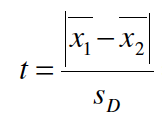 t = |x̄₁ − x̄₂| / s_D